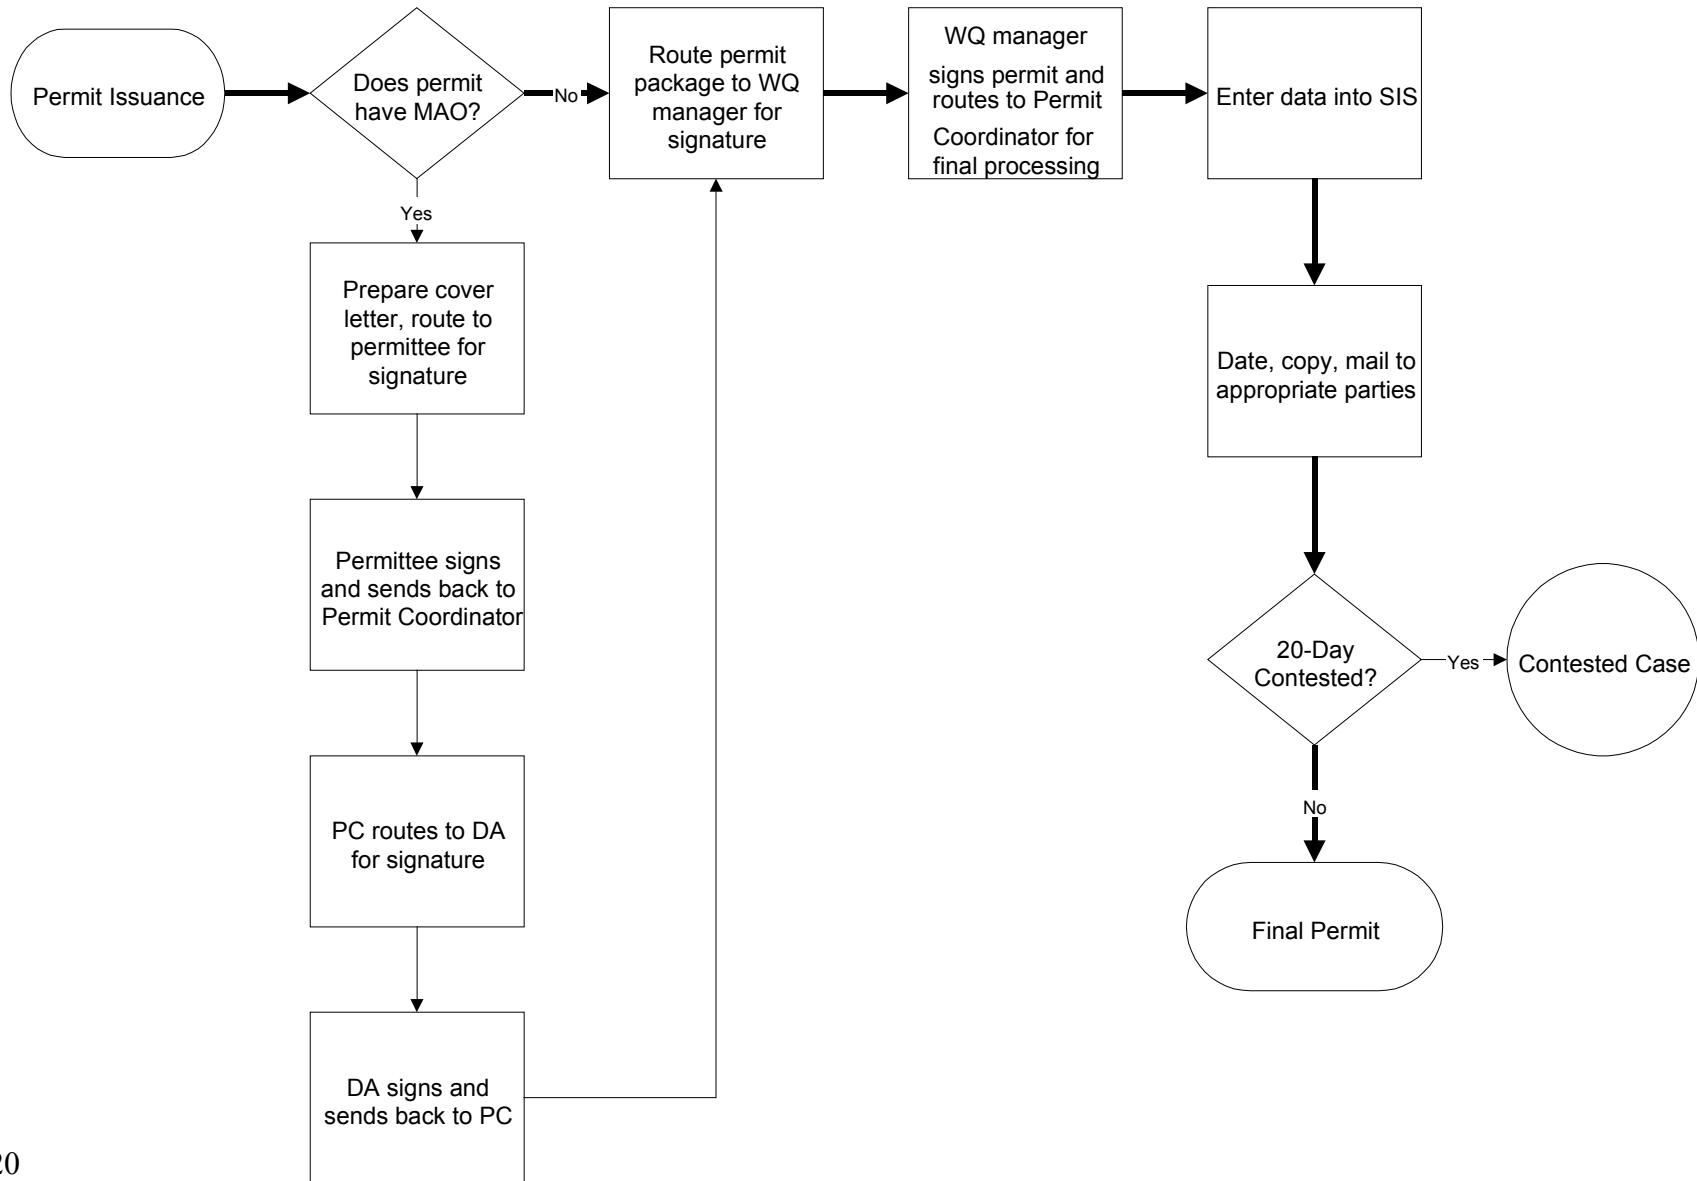 Permit Issuance
Does permit
have MAO?
No
Route permit
package to WQ
manager for
signature
WQ manager
signs permit and
routes to Permit
Coordinator for
final processing
Enter data into SIS
Yes
Prepare cover
letter, route to
permittee for
signature
Date, copy, mail to
appropriate parties
Permittee signs
and sends back to
Permit Coordinator
20-Day
Contested?
Yes
Contested Case
PC routes to DA
for signature
No
Final Permit
DA signs and
sends back to PC
20